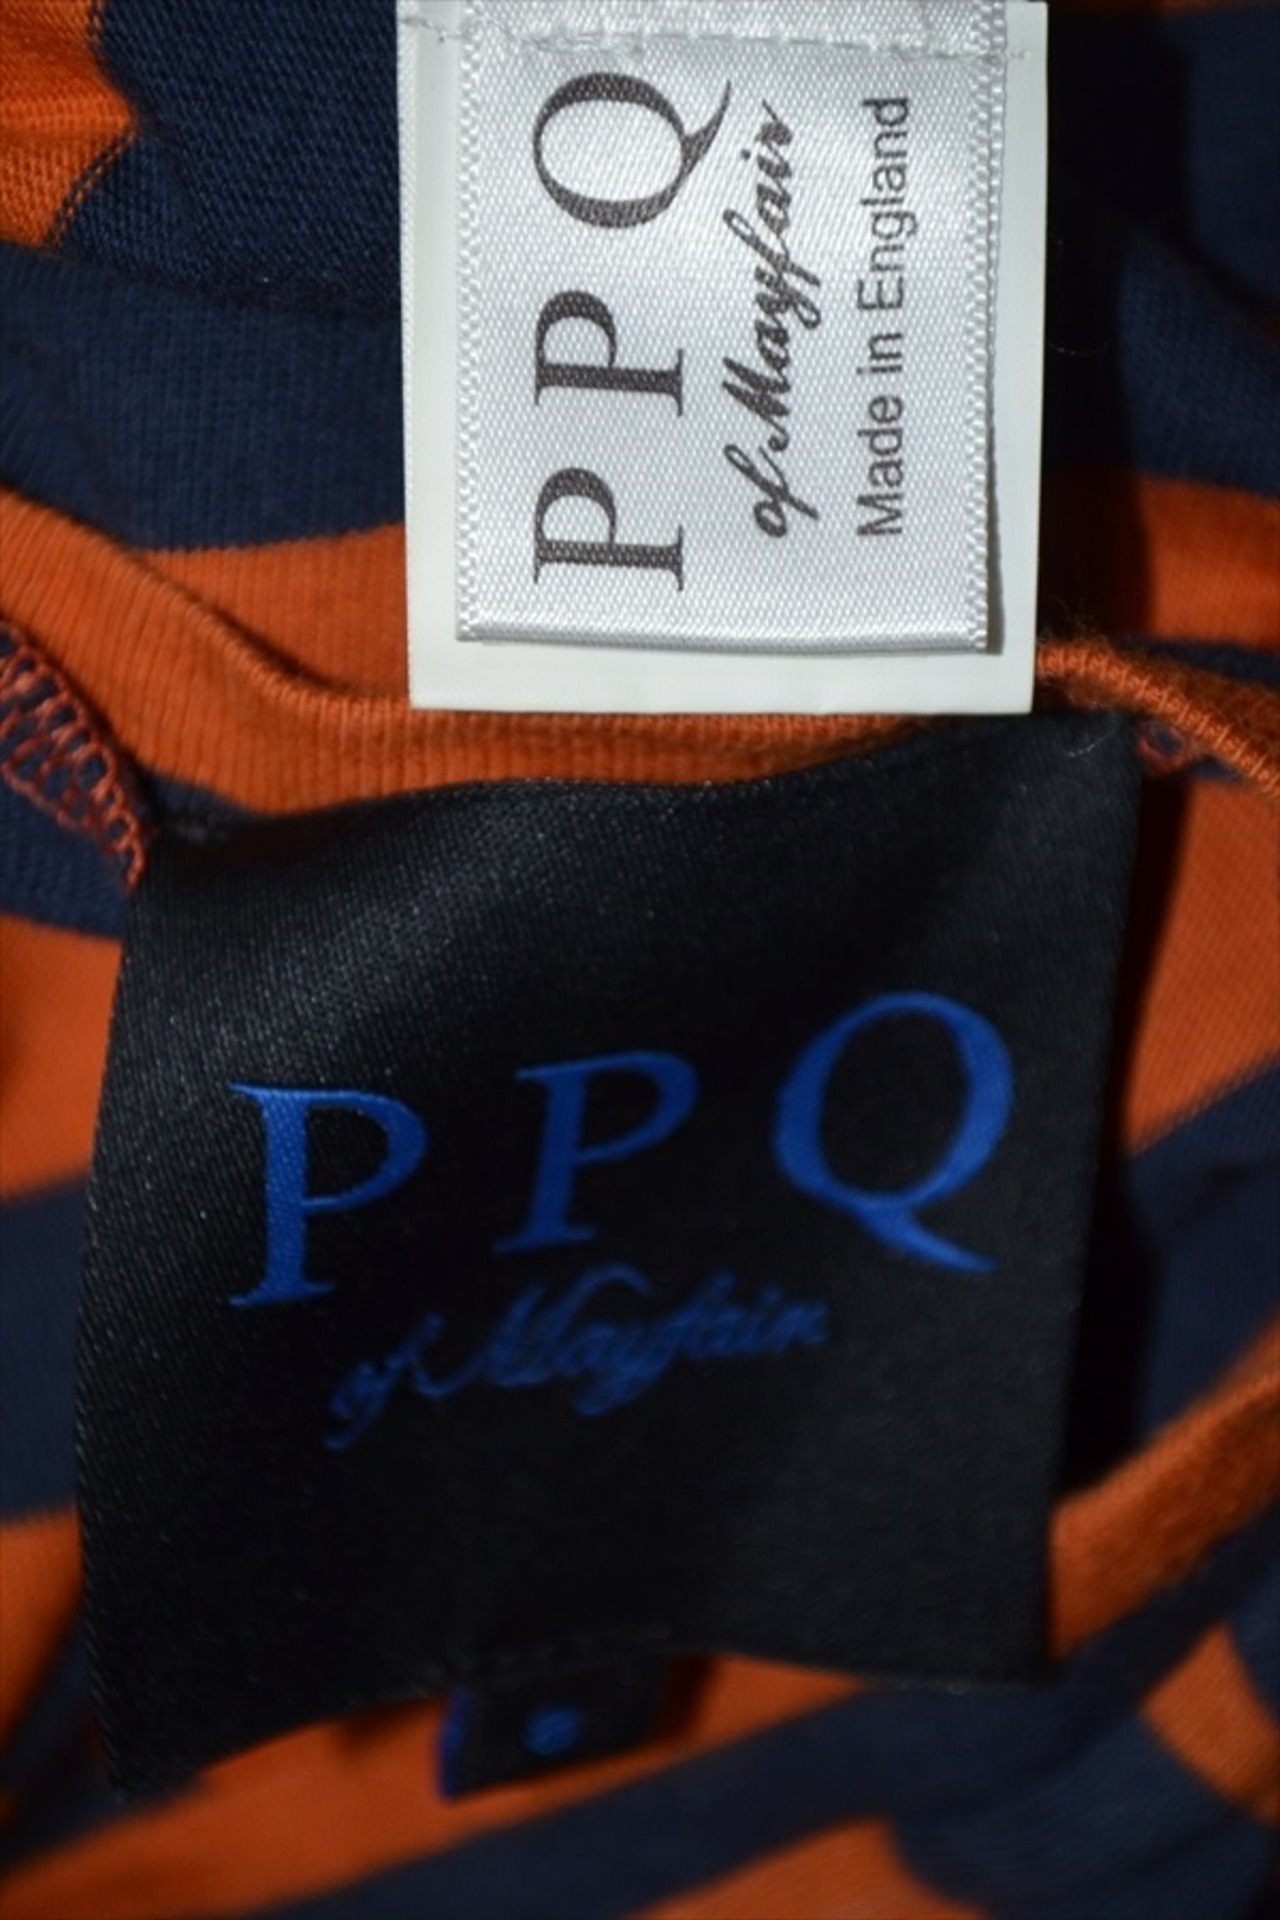 PPQ
of Mayfair
Made in England
PPQ
of Mayfair